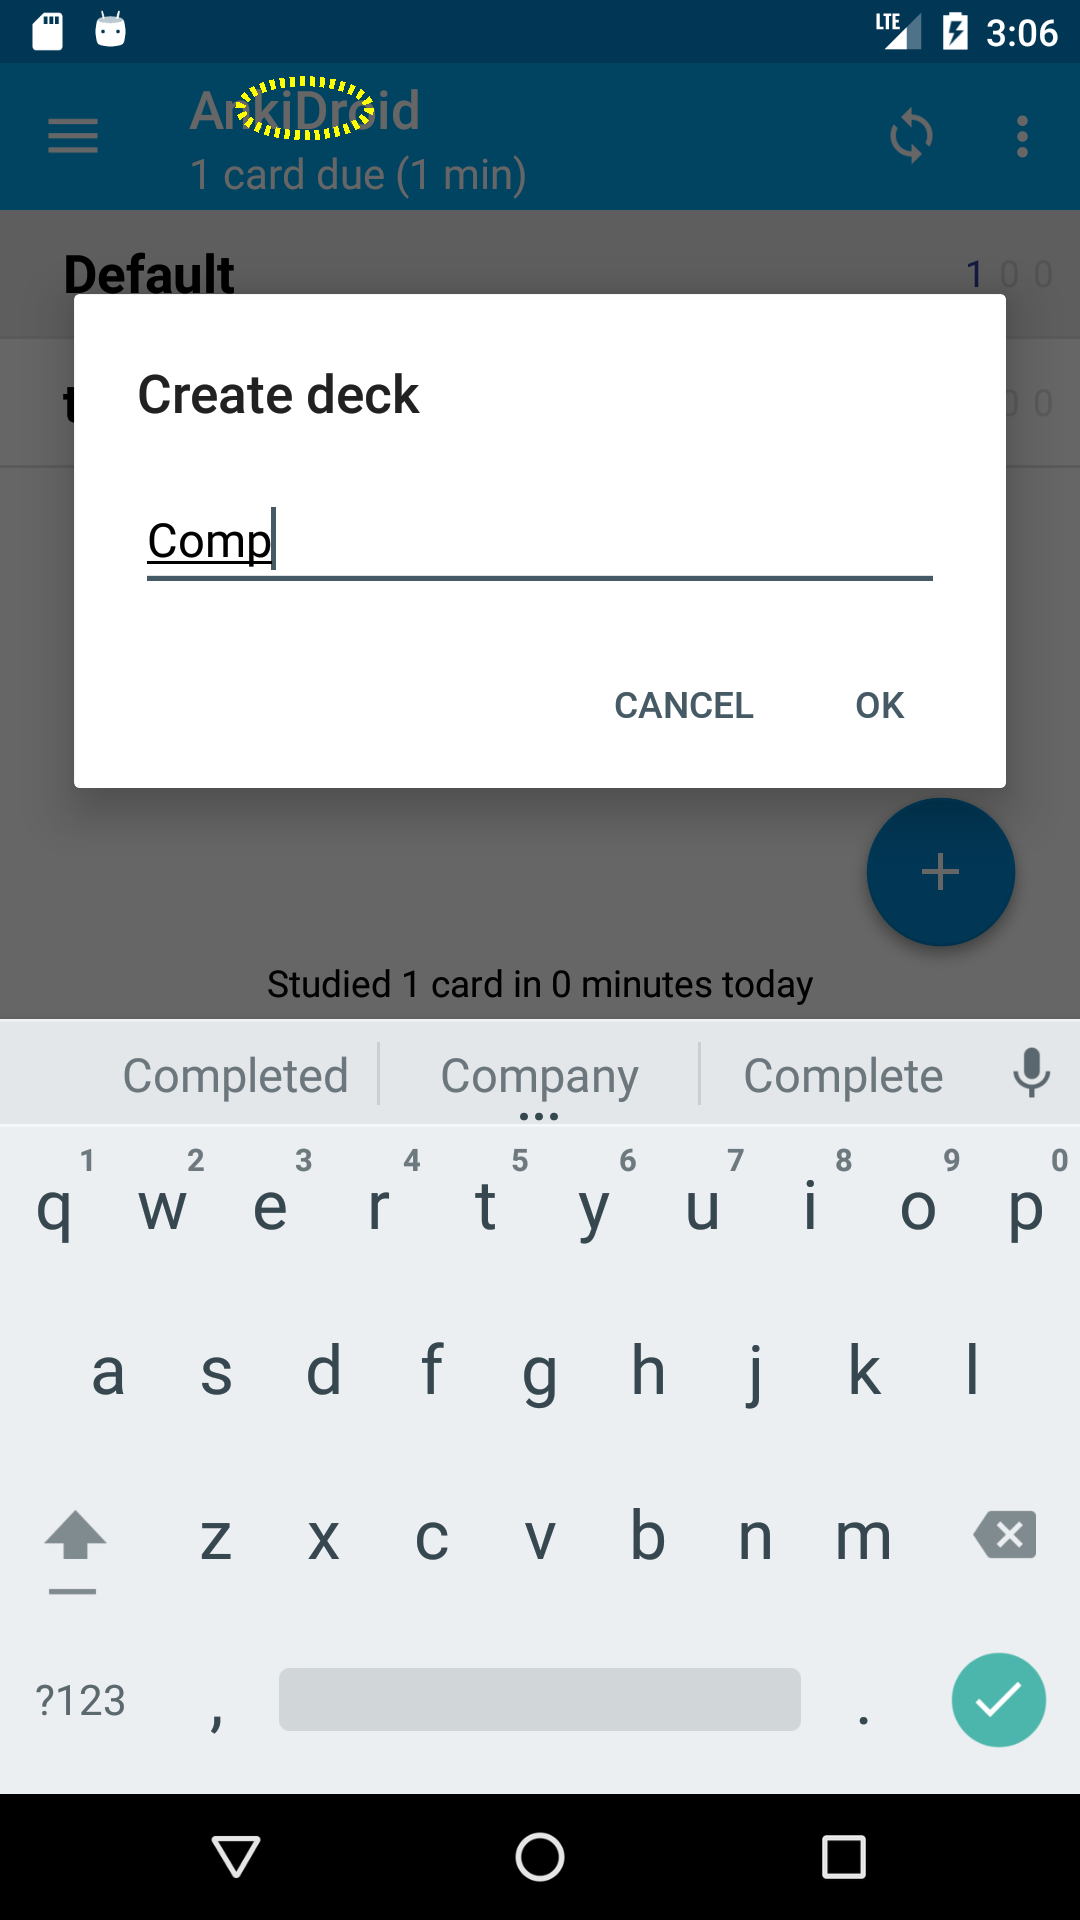 LTE 3:06
AnkiDroid
1 card due (1 min)
Default 1 0 0
t 0 0
Create deck
Comp
CANCEL OK
+
Studied 1 card in 0 minutes today
Completed Company Complete
1 2 3 4 5 6 7 8 9 0
q w e r t y u i o p
a s d f g h j k l
z x c v b n m
?123 , .